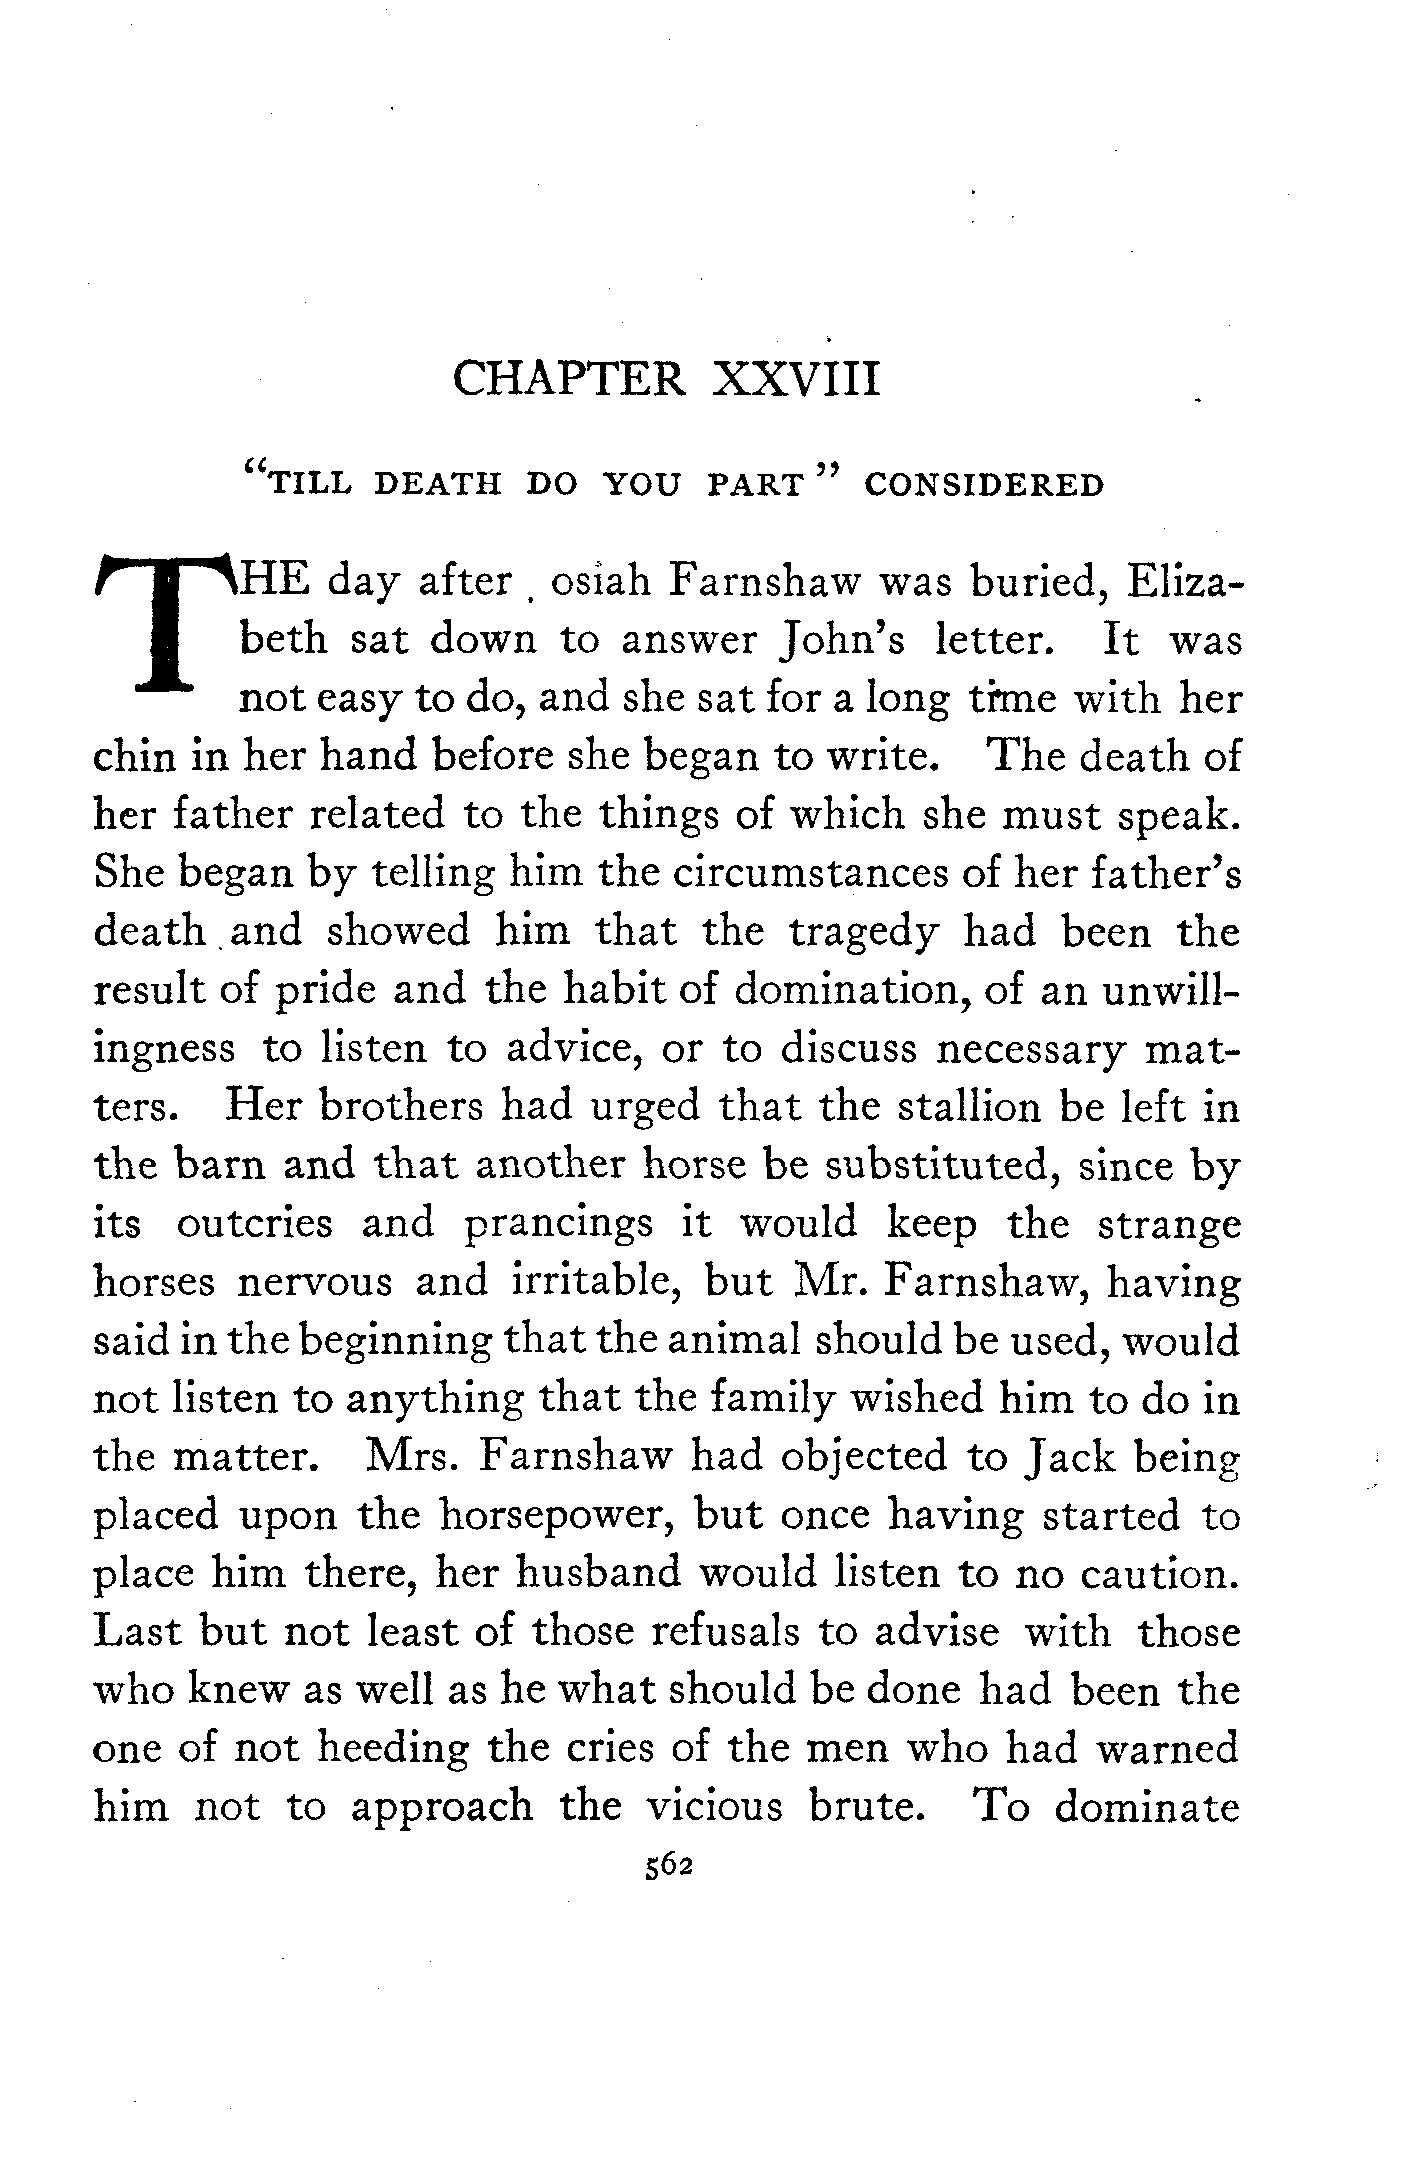 CHAPTER XXVIII
"TILL DEATH DO YOU PART" CONSIDERED
THE day after . osiah Farnshaw was buried, Eliza-
beth sat down to answer John's letter. It was
not easy to do, and she sat for a long time with her
chin in her hand before she began to write. The death of
her father related to the things of which she must speak.
She began by telling him the circumstances of her father's
death and showed him that the tragedy had been the
result of pride and the habit of domination, of an unwill-
ingness to listen to advice, or to discuss necessary mat-
ters. Her brothers had urged that the stallion be left in
the barn and that another horse be substituted, since by
its outcries and prancings it would keep the strange
horses nervous and irritable, but Mr. Farnshaw, having
said in the beginning that the animal should be used, would
not listen to anything that the family wished him to do in
the matter. Mrs. Farnshaw had objected to Jack being
placed upon the horsepower, but once having started to
place him there, her husband would listen to no caution.
Last but not least of those refusals to advise with those
who knew as well as he what should be done had been the
one of not heeding the cries of the men who had warned
him not to approach the vicious brute. To dominate
562